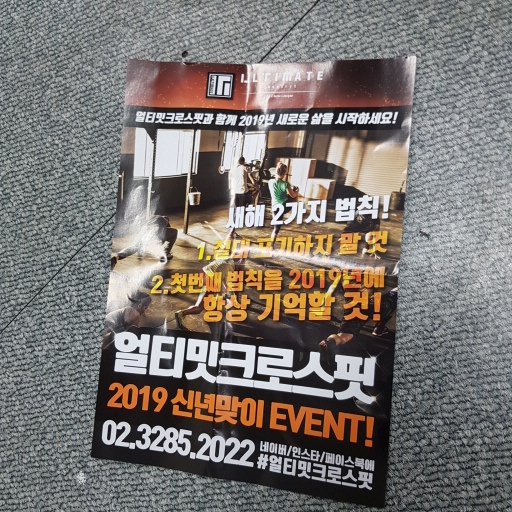 ULTIMATE
얼티밋크로스핏과 함께 2019년 새로운 삶을 시작하세요!
새해 2가지 법칙!
1.절대 포기하지 말 것
2.첫번째 법칙을 2019년에
항상 기억할 것!
얼티밋크로스핏
2019 신년맞이 EVENT!
02.3285.2022
네이버/인스타/페이스북에
#얼티밋크로스핏